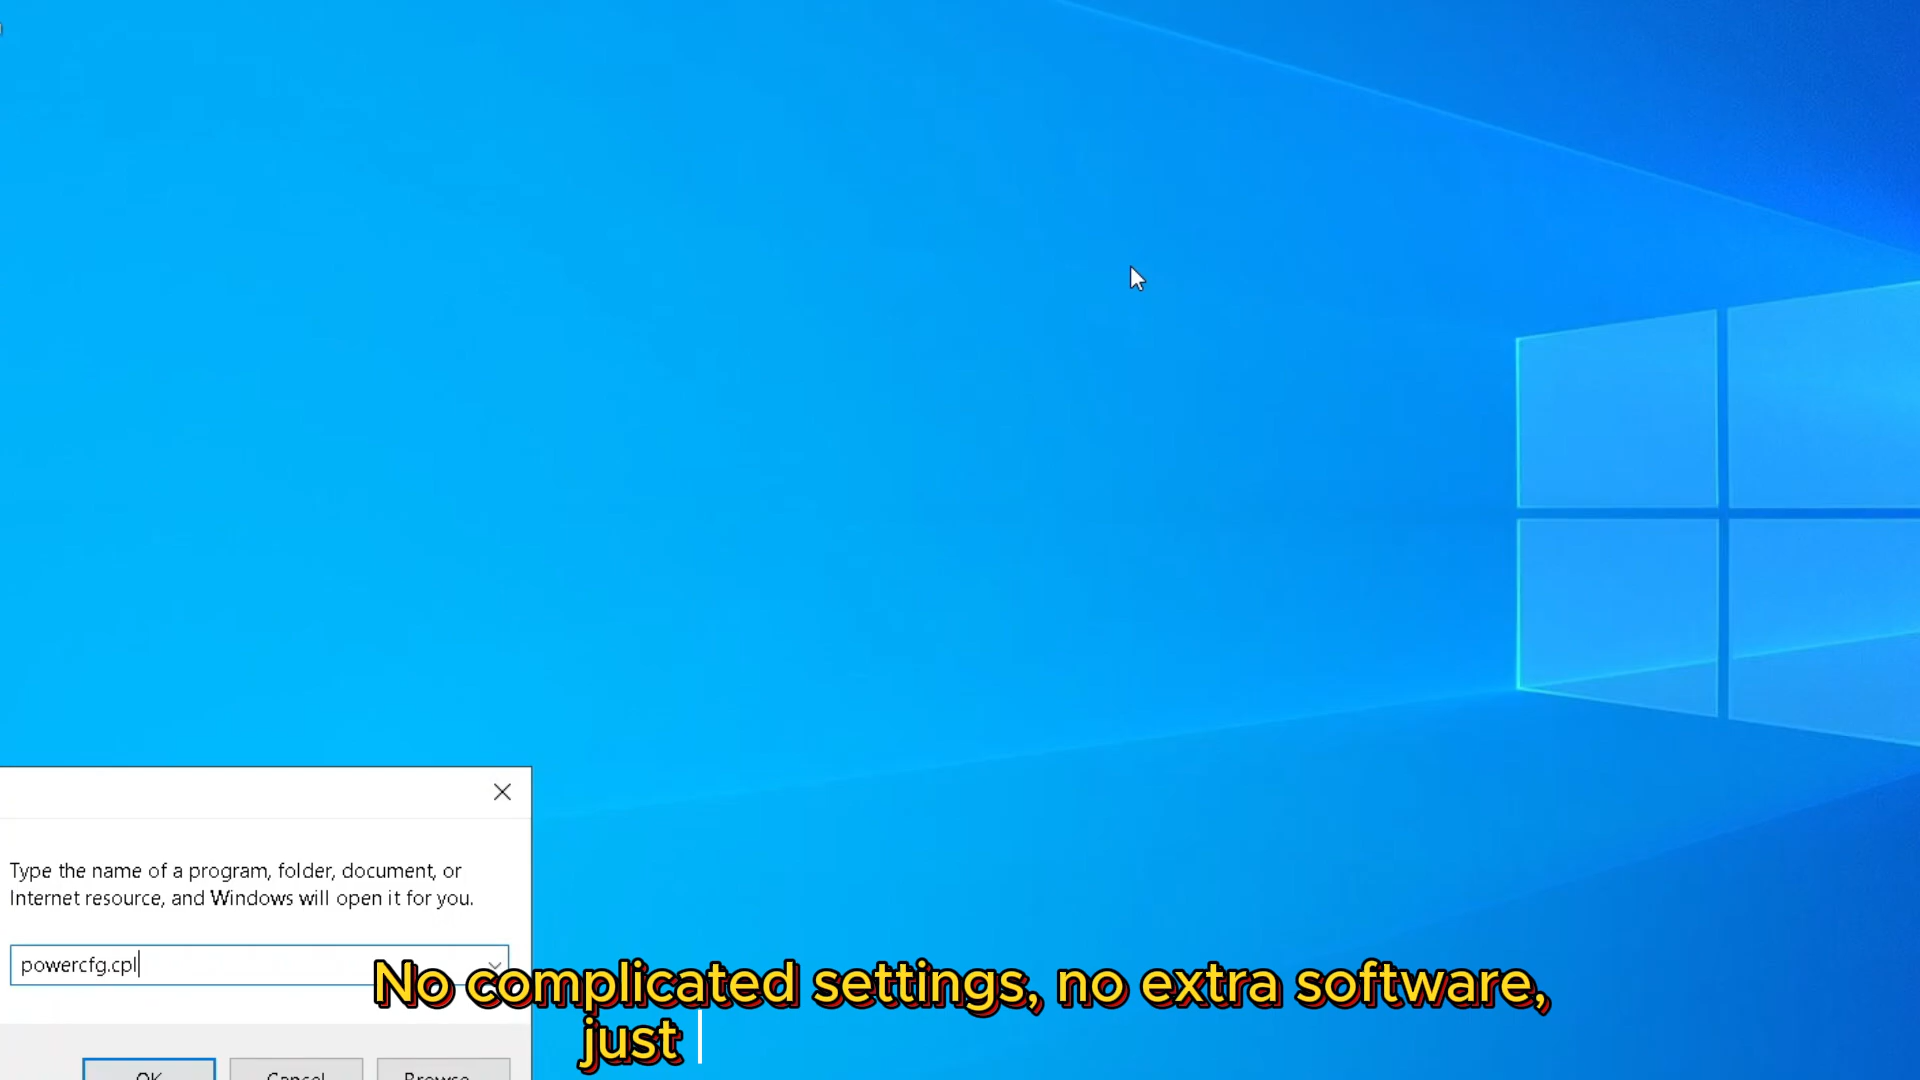 Type the name of a program, folder, document, or
Internet resource, and Windows will open it for you.
powercfg.cpl
No complicated settings, no extra software,
just
OK
Cancel
Browse